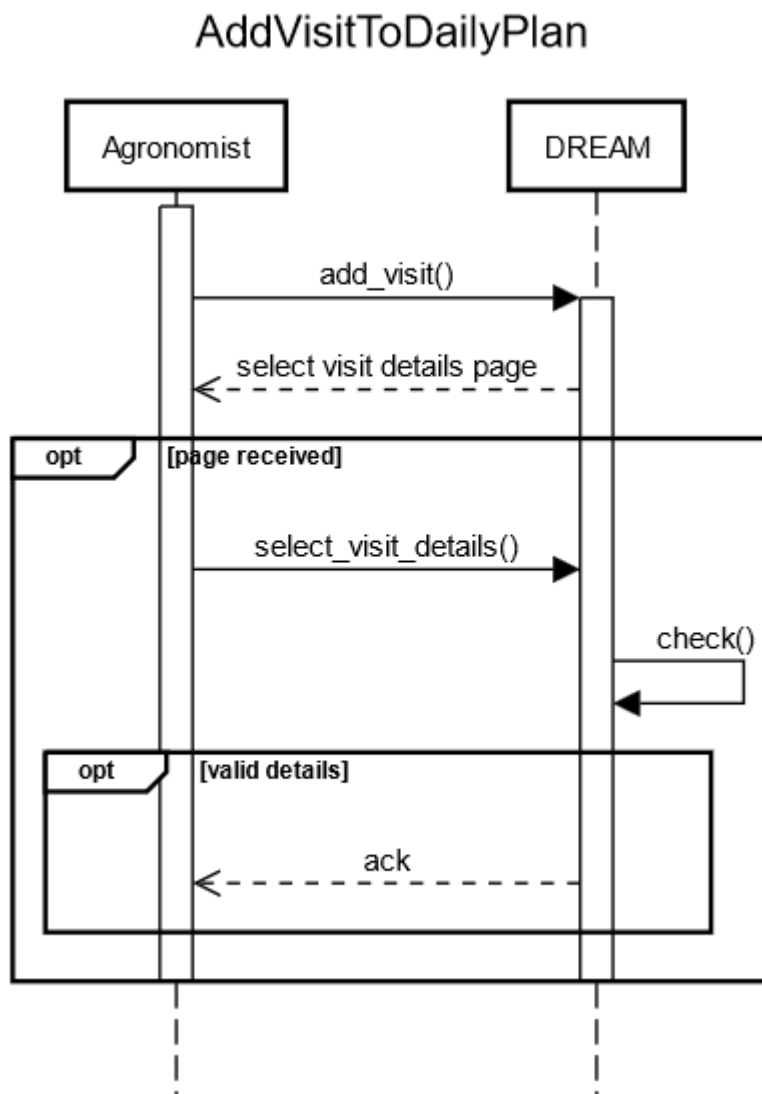 AddVisitToDailyPlan
Agronomist
DREAM
add_visit()
select visit details page
opt
[page received]
select_visit_details()
check()
opt
[valid details]
ack